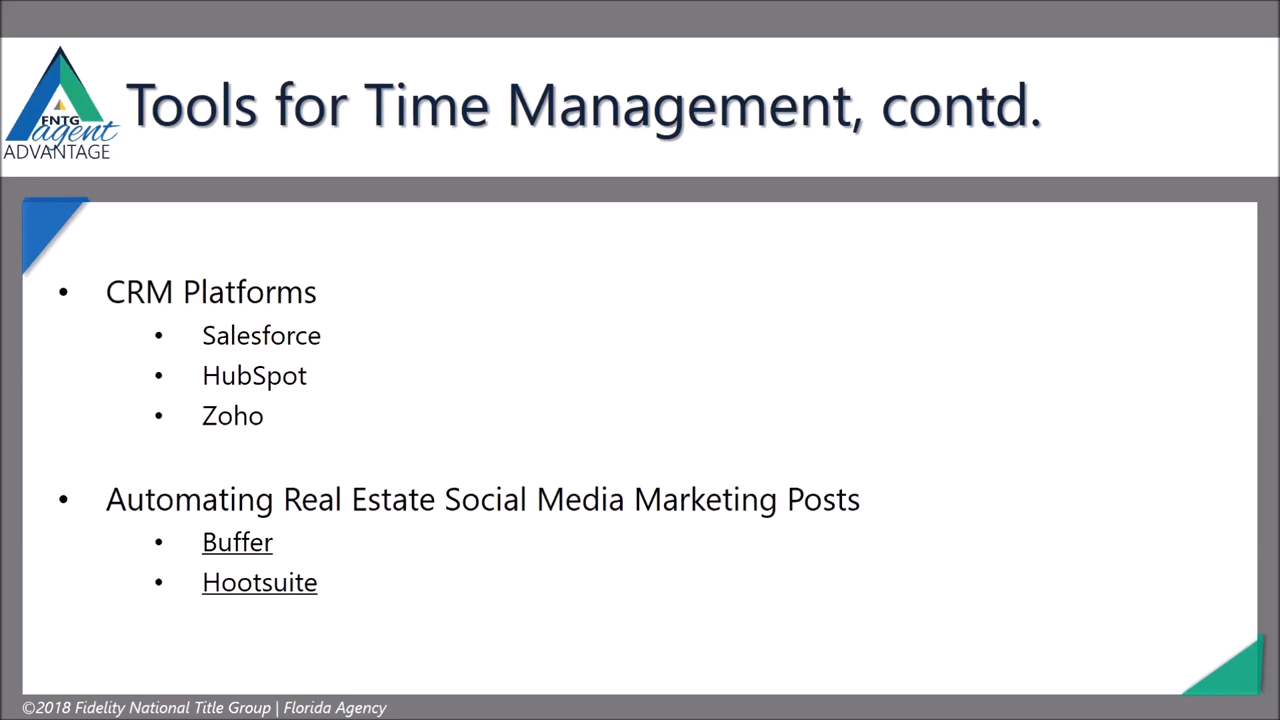 Tools for Time Management, contd.
FNTG
agent
ADVANTAGE
• CRM Platforms
• Salesforce
• HubSpot
• Zoho
• Automating Real Estate Social Media Marketing Posts
• Buffer
• Hootsuite
©2018 Fidelity National Title Group | Florida Agency